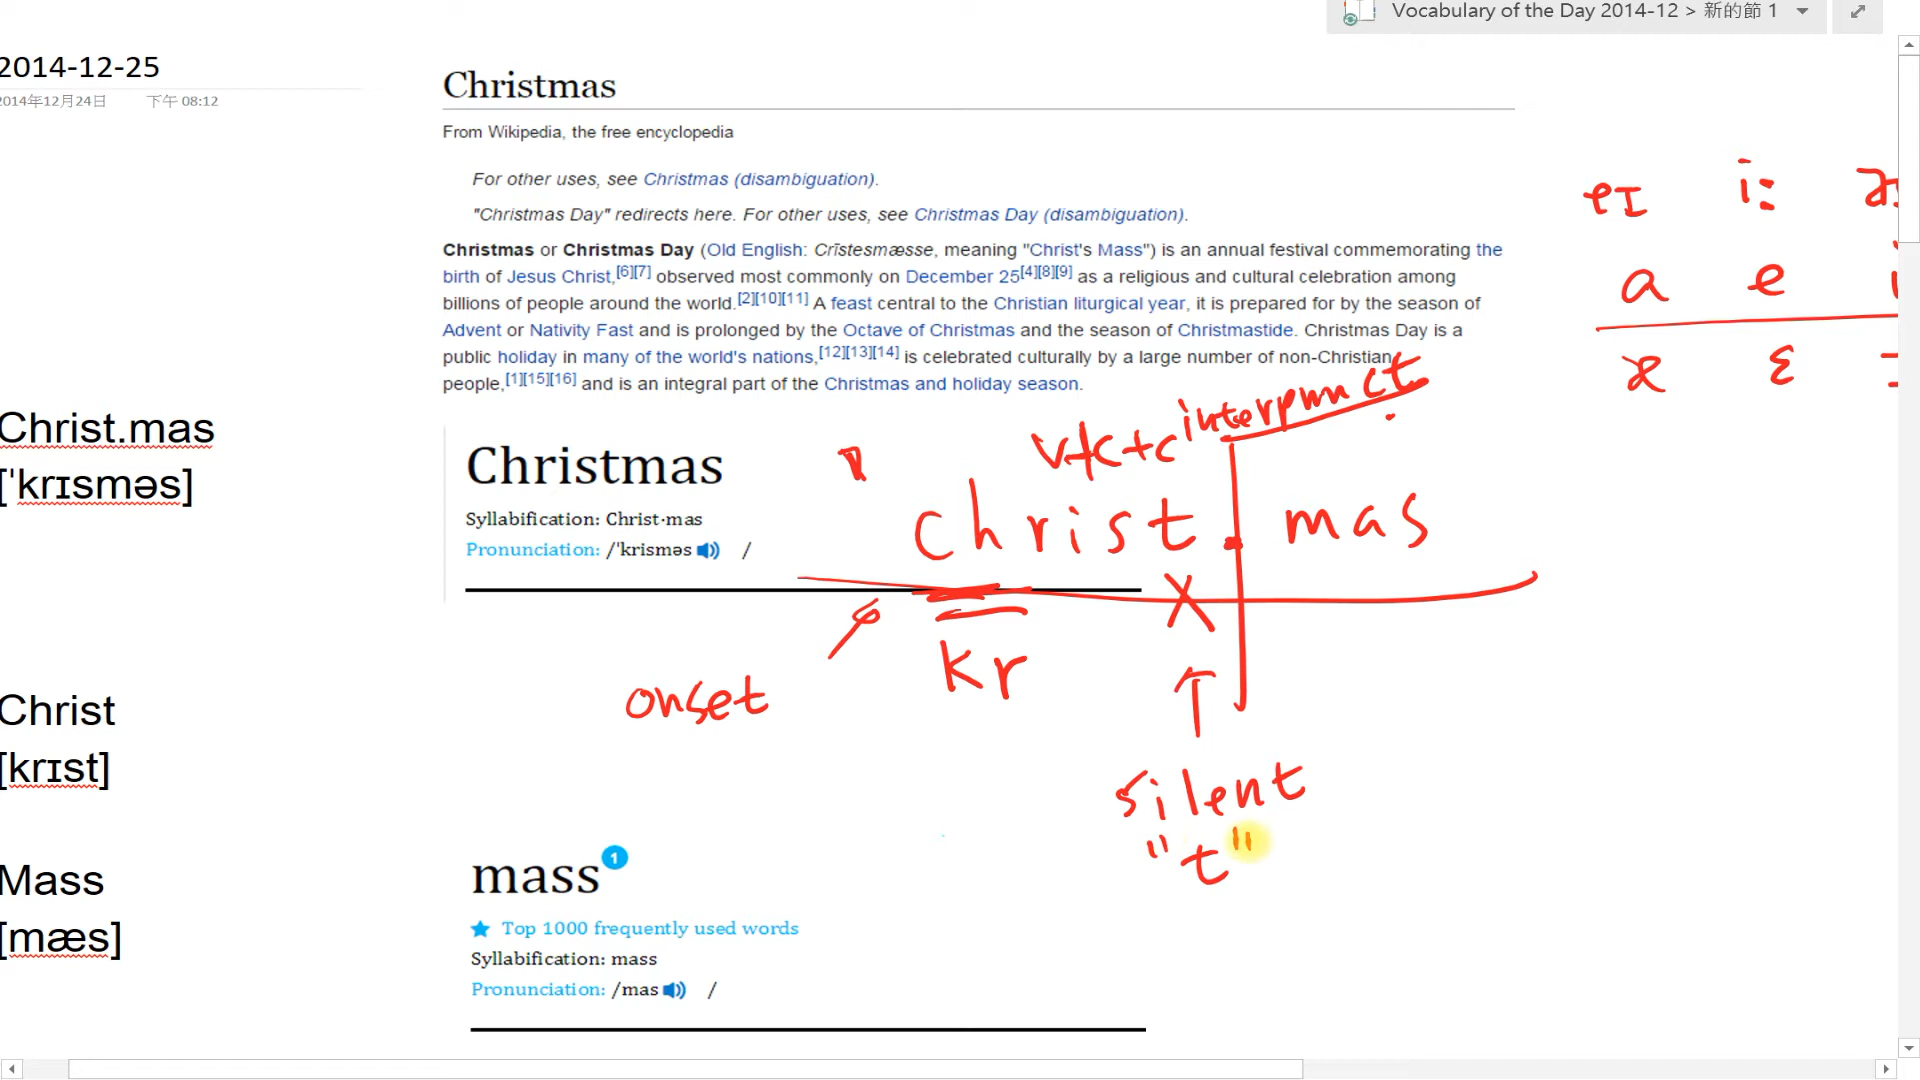 Vocabulary of the Day 2014-12 > 新的節 1
2014-12-25
2014年12月24日 下午 08:12
Christmas
From Wikipedia, the free encyclopedia
For other uses, see Christmas (disambiguation).
"Christmas Day" redirects here. For other uses, see Christmas Day (disambiguation).
Christmas or Christmas Day (Old English: Crīstesmæsse, meaning "Christ's Mass") is an annual festival commemorating the
birth of Jesus Christ,[6][7] observed most commonly on December 25[4][8][9] as a religious and cultural celebration among
billions of people around the world.[2][10][11] A feast central to the Christian liturgical year, it is prepared for by the season of
Advent or Nativity Fast and is prolonged by the Octave of Christmas and the season of Christmastide. Christmas Day is a
public holiday in many of the world's nations,[12][13][14] is celebrated culturally by a large number of non-Christian
people,[1][15][16] and is an integral part of the Christmas and holiday season.
eɪ i:
a e
æ ε
Christ.mas
[ˈkrɪsməs]
Christmas
Syllabification: Christ·mas
Pronunciation: /ˈkrisməs /
v+c+c interpunct
Christ. mas
kr
onset
silent
"t"
Christ
[krɪst]
Mass
[mæs]
mass 1
Top 1000 frequently used words
Syllabification: mass
Pronunciation: /mas /